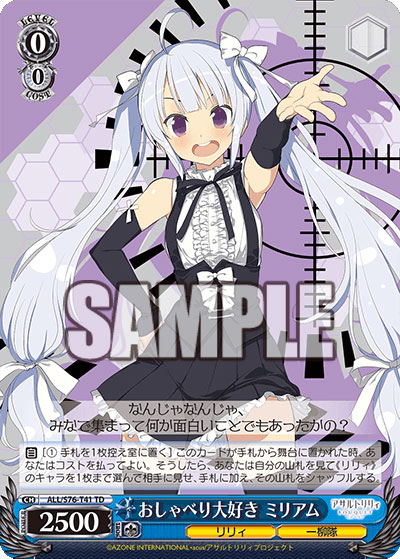 LEVEL
0
0
COST
SAMPLE
なんじゃなんじゃ、
みなで集まって何か面白いことでもあったかの？
【自】［① 手札を1枚控え室に置く］ このカードが手札から舞台に置かれた時、あ
なたはコストを払ってよい。そうしたら、あなたは自分の山札を見て《リリィ》
のキャラを1枚まで選んで相手に見せ、手札に加え、その山札をシャッフルする。
CH
ALL/S76-T41 TD
2500
おしゃべり大好き ミリアム
アサルトリリィ
BOUQUET
リリィ
一柳隊
©AZONE INTERNATIONAL・acus/アサルトリリィプロジェクト